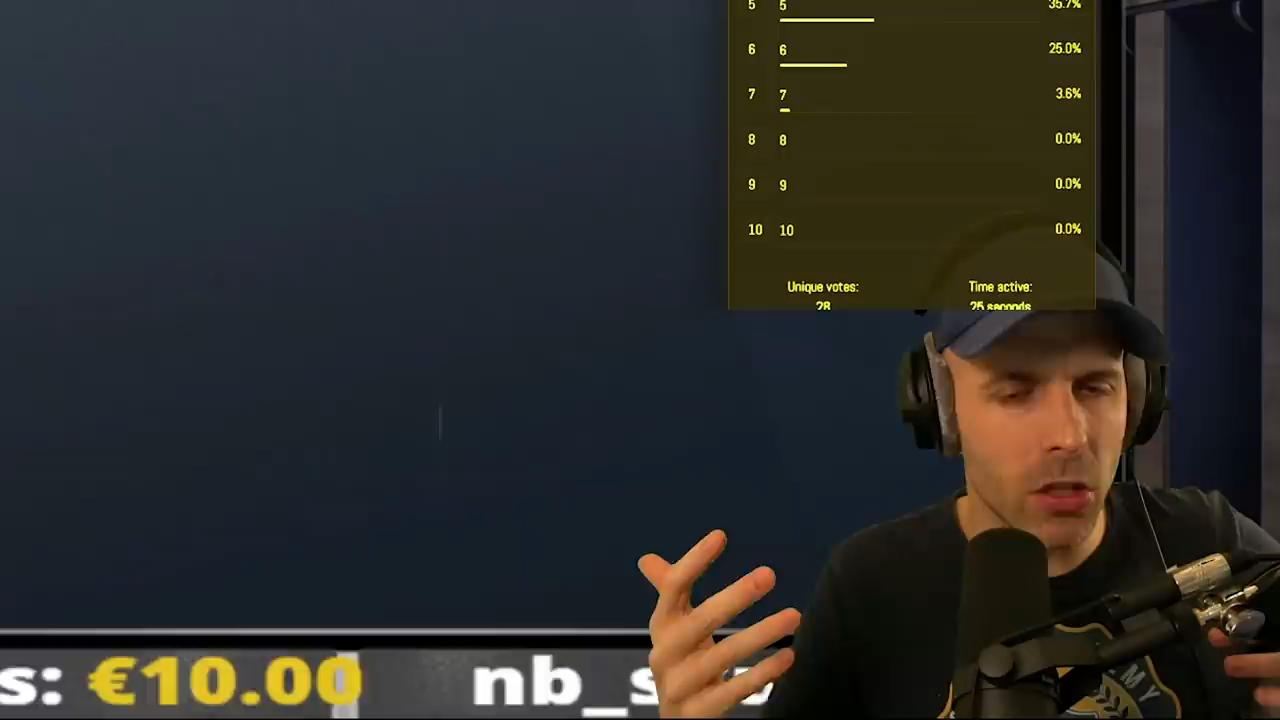 5 5 35.7%
6 6 25.0%
7 7 3.6%
8 8 0.0%
9 9 0.0%
10 10 0.0%
Unique votes: Time active:
28 25 seconds
s: €10.00 nb_s
MY